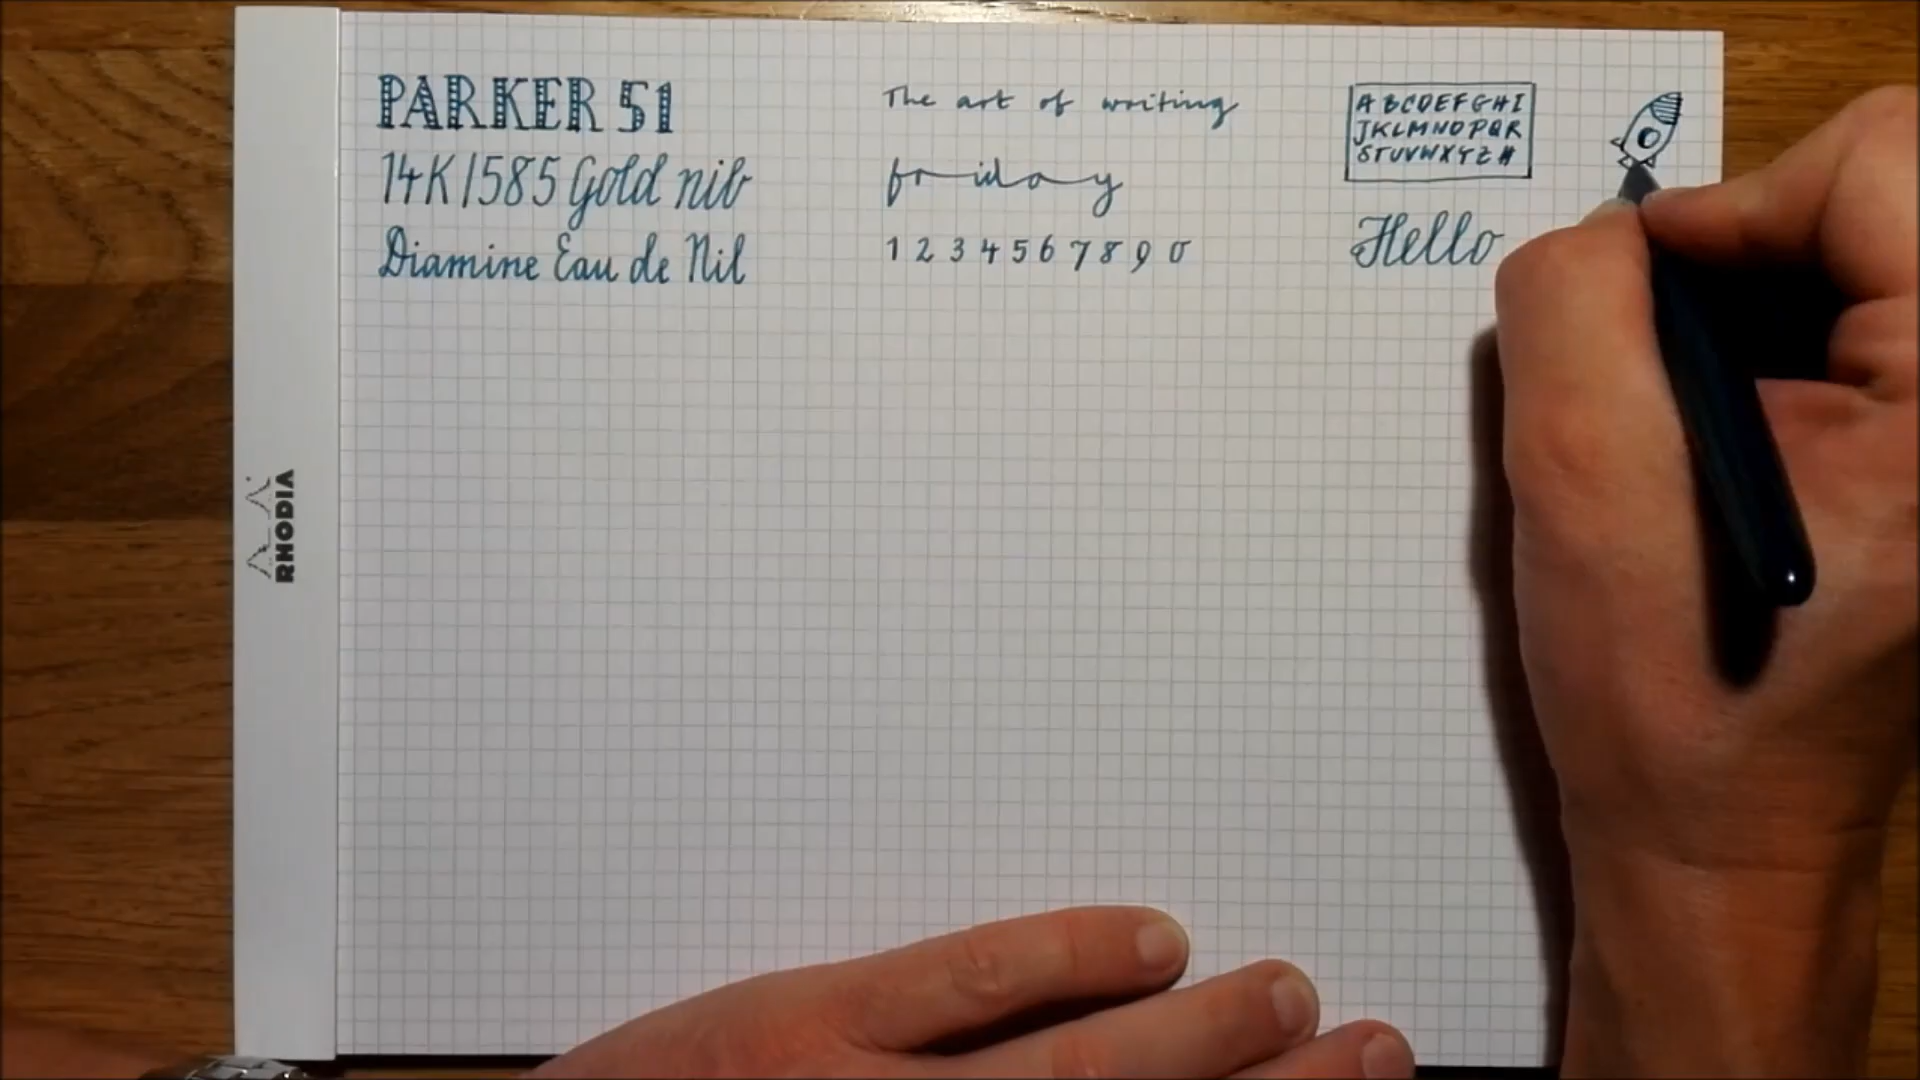 PARKER 51
14K/585 Gold nib
Diamine Eau de Nil
The art of writing
friday
1 2 3 4 5 6 7 8 9 0
ABCDEFGHI
JKLMNOPQR
STUVWXYZ#
Hello
RHODIA